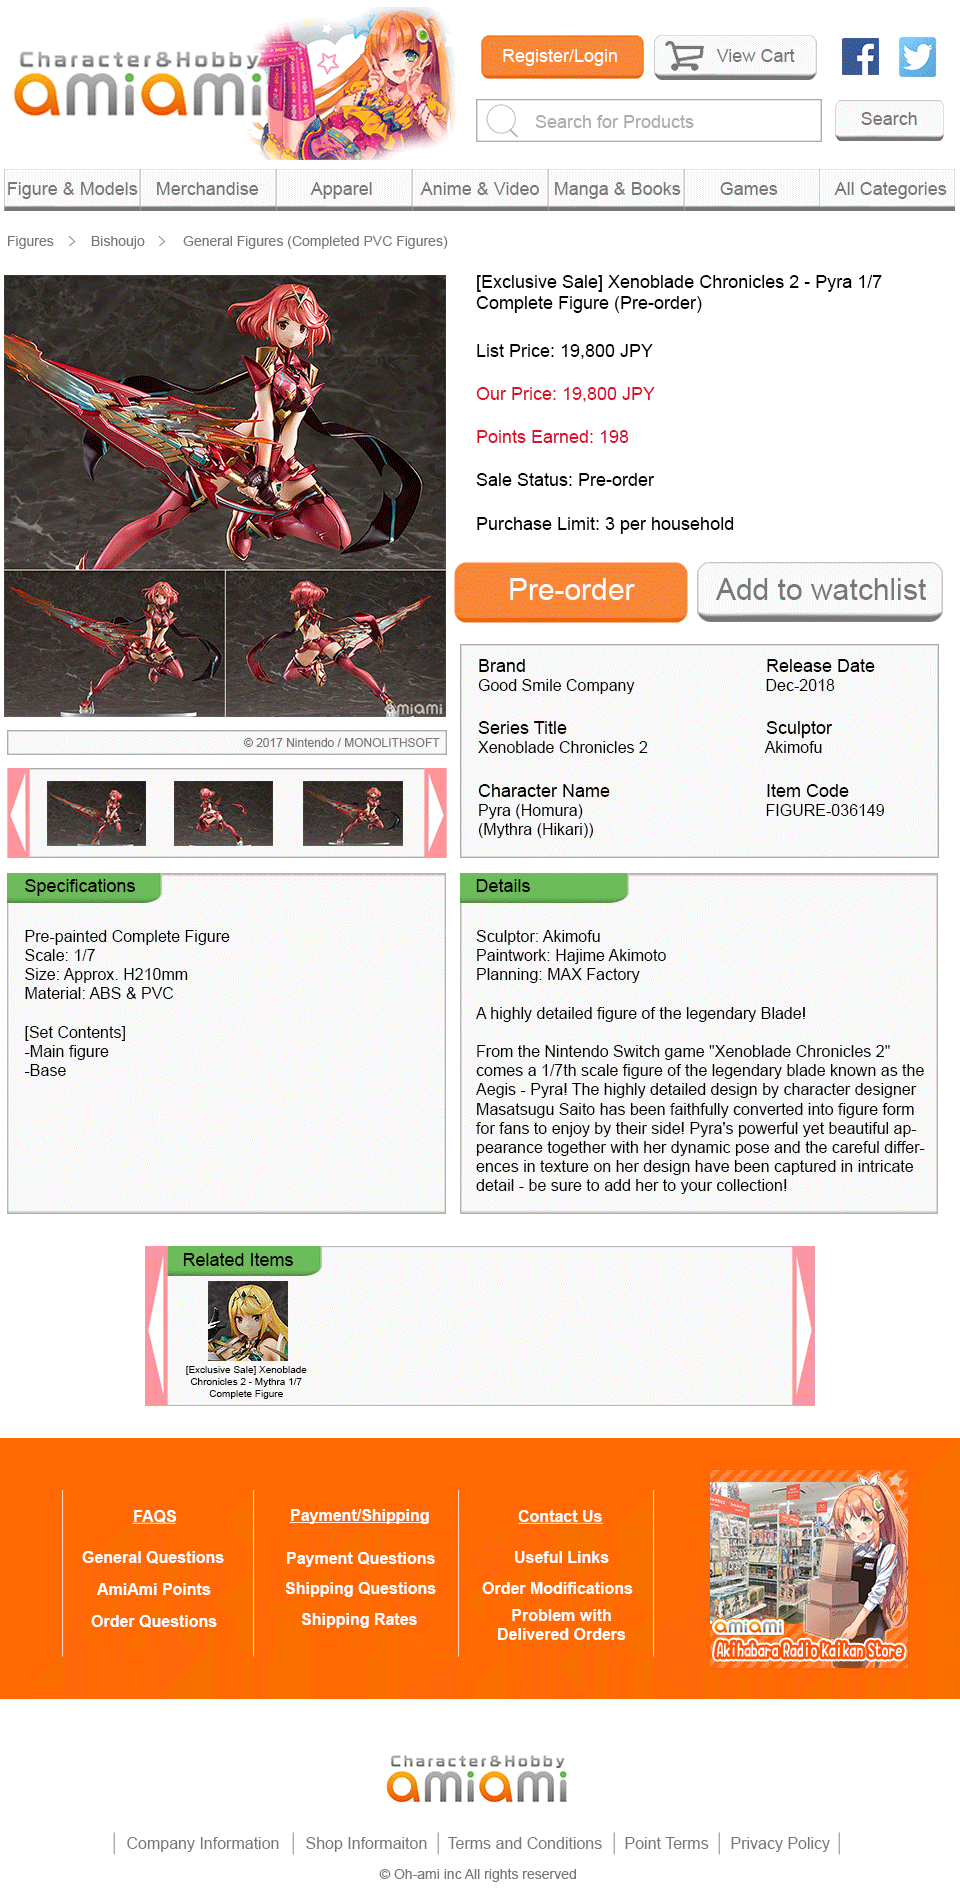 Character&Hobby
amiami
Register/Login
View Cart
Search for Products
Search
Figure & Models
Merchandise
Apparel
Anime & Video
Manga & Books
Games
All Categories
Figures > Bishoujo > General Figures (Completed PVC Figures)
[Exclusive Sale] Xenoblade Chronicles 2 - Pyra 1/7
Complete Figure (Pre-order)
List Price: 19,800 JPY
Our Price: 19,800 JPY
Points Earned: 198
Sale Status: Pre-order
Purchase Limit: 3 per household
Pre-order
Add to watchlist
amiami
© 2017 Nintendo / MONOLITHSOFT
Brand
Good Smile Company
Release Date
Dec-2018
Series Title
Xenoblade Chronicles 2
Sculptor
Akimofu
Character Name
Pyra (Homura)
(Mythra (Hikari))
Item Code
FIGURE-036149
Specifications
Pre-painted Complete Figure
Scale: 1/7
Size: Approx. H210mm
Material: ABS & PVC
[Set Contents]
-Main figure
-Base
Details
Sculptor: Akimofu
Paintwork: Hajime Akimoto
Planning: MAX Factory
A highly detailed figure of the legendary Blade!
From the Nintendo Switch game "Xenoblade Chronicles 2"
comes a 1/7th scale figure of the legendary blade known as the
Aegis - Pyra! The highly detailed design by character designer
Masatsugu Saito has been faithfully converted into figure form
for fans to enjoy by their side! Pyra's powerful yet beautiful ap-
pearance together with her dynamic pose and the careful differ-
ences in texture on her design have been captured in intricate
detail - be sure to add her to your collection!
Related Items
[Exclusive Sale] Xenoblade
Chronicles 2 - Mythra 1/7
Complete Figure
FAQS
General Questions
AmiAmi Points
Order Questions
Payment/Shipping
Payment Questions
Shipping Questions
Shipping Rates
Contact Us
Useful Links
Order Modifications
Problem with
Delivered Orders
amiami
Akihabara Radio Kaikan Store
Character&Hobby
amiami
Company Information
Shop Informaiton
Terms and Conditions
Point Terms
Privacy Policy
© Oh-ami inc All rights reserved